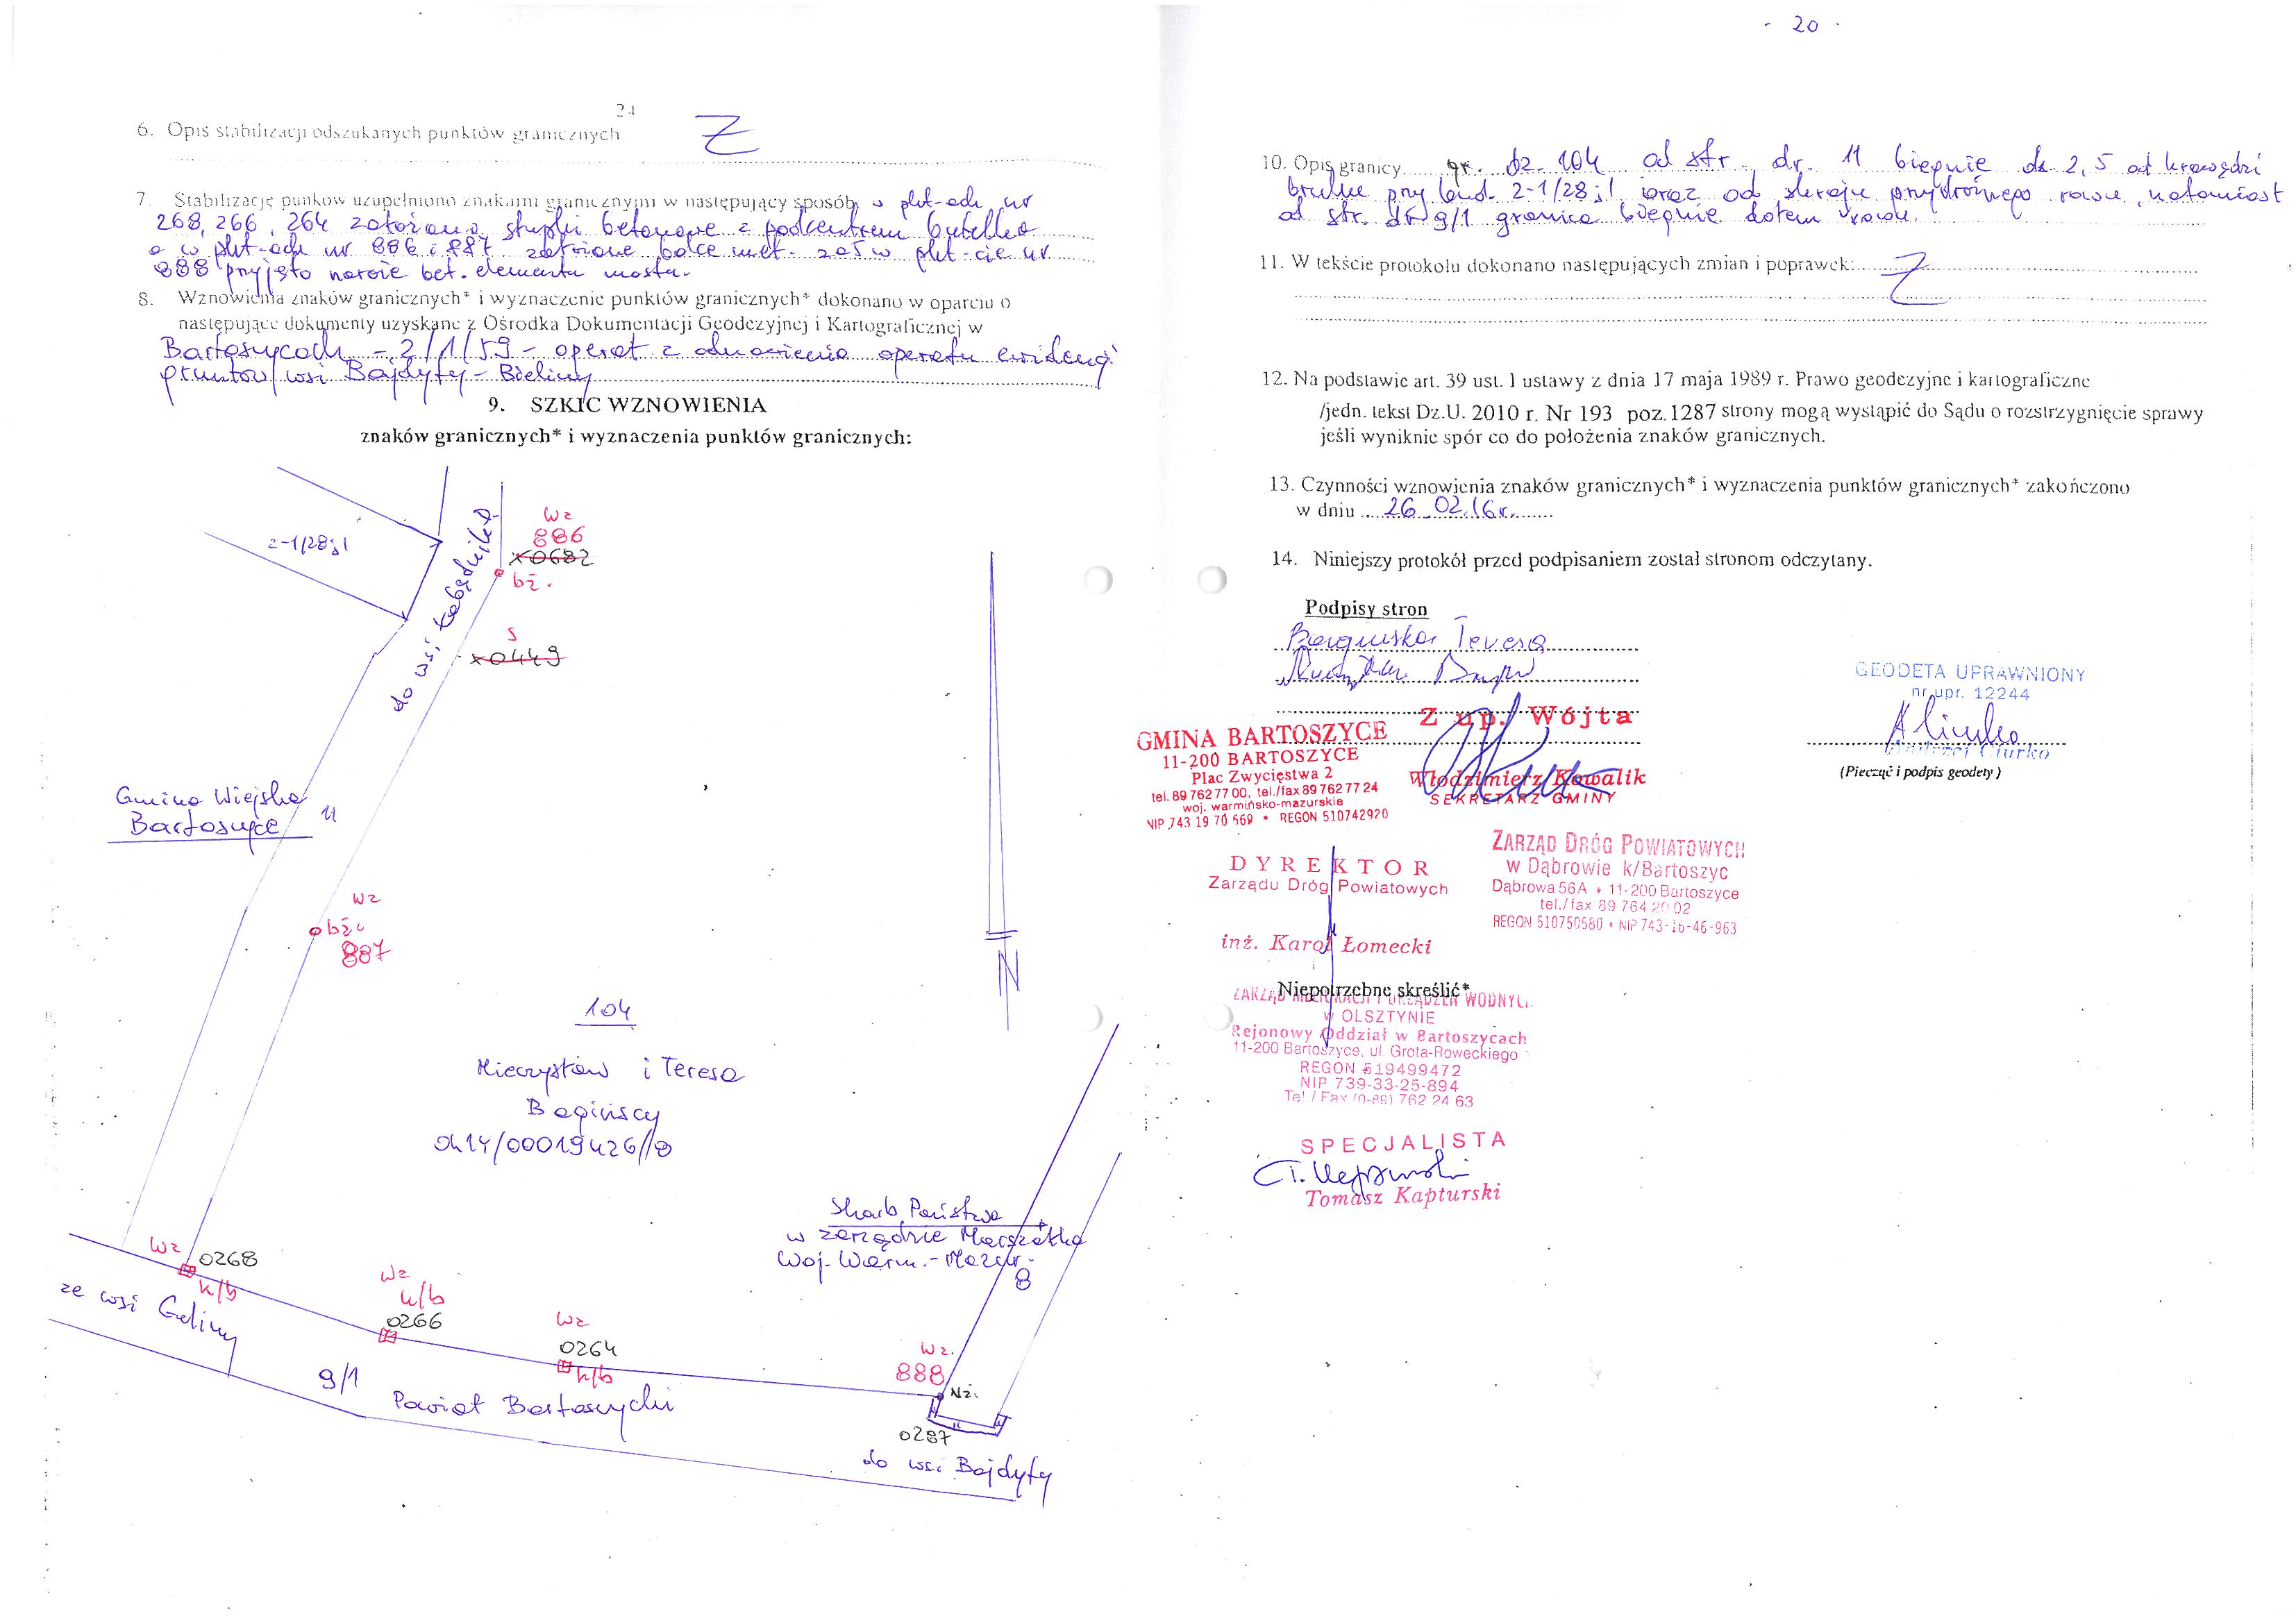 - 20 -
24
6. Opis stabilizacji odszukanych punktów granicznych
7. Stabilizację punków uzupełniono znakami granicznymi w następujący sposób, w pkt-ach nr
268, 266, 264 założono słupki betonowe z podcentrem butelka
a w pkt-ach nr 886 i 887 założone bolce met. zaś w pkt-cie nr
888 przyjęto naroże bet. elementu mostu.
8. Wznowienia znaków granicznych* i wyznaczenie punktów granicznych* dokonano w oparciu o
następujące dokumenty uzyskane z Ośrodka Dokumentacji Geodezyjnej i Kartograficznej w
Bartoszycach - 2/1/59 - operat z odnowienia operatu ewidencji
gruntów wsi Bajdyty - Bieliny
9. SZKIC WZNOWIENIA
znaków granicznych* i wyznaczenia punktów granicznych:
2-1/28;1
do wsi
Wz
886
x0682
bż.
S
x0449
Gmina Wiejska
Bartoszyce
11
Wz
bż.
887
104
Mieczysław i Teresa
Bagińscy
OL1Y/00019426/8
Skarb Państwa
w zarządzie Marszałka
Woj. Warm.-Mazur.
8
Wz 0268
k/b
ze wsi Galiny
Wz
k/b
0266
Wz
0264
k/b
Wz.
888
Nż.
0287
9/1
Powiat Bartoszycki
do wsi Bajdyty
10. Opis granicy gr. dz. 104 od str. dr. 11 biegnie ok. 2,5 od krawędzi
bruku przy bud. 2-1/28;1 oraz od skraju przydrożnego rowu, natomiast
od str. dr 9/1 granica biegnie dołem rowu.
11. W tekście protokołu dokonano następujących zmian i poprawek:
12. Na podstawie art. 39 ust. 1 ustawy z dnia 17 maja 1989 r. Prawo geodezyjne i kartograficzne
/jedn. tekst Dz.U. 2010 r. Nr 193 poz.1287 strony mogą wystąpić do Sądu o rozstrzygnięcie sprawy
jeśli wyniknie spór co do położenia znaków granicznych.
13. Czynności wznowienia znaków granicznych* i wyznaczenia punktów granicznych* zakończono
w dniu 26.02.16r.
14. Niniejszy protokół przed podpisaniem został stronom odczytany.
Podpisy stron
Bagińska Teresa
GEODETA UPRAWNIONY
nr upr. 12244
Ciurko
(Pieczęć i podpis geodety)
Z up. Wójta
Włodzimierz Kowalik
SEKRETARZ GMINY
GMINA BARTOSZYCE
11-200 BARTOSZYCE
Plac Zwycięstwa 2
tel. 89 762 77 00, tel./fax 89 762 77 24
woj. warmińsko-mazurskie
NIP 743 19 70 569 • REGON 510742920
DYREKTOR
Zarządu Dróg Powiatowych
inż. Karol Łomecki
ZARZĄD DRÓG POWIATOWYCH
w Dąbrowie k/Bartoszyc
Dąbrowa 56A • 11-200 Bartoszyce
tel./fax 89 764 20 02
REGON 510750580 • NIP 743-16-46-963
Niepotrzebne skreślić*
ZARZĄD MELIORACJI I URZĄDZEŃ WODNYCH
w OLSZTYNIE
Rejonowy Oddział w Bartoszycach
11-200 Bartoszyce, ul. Grota-Roweckiego
REGON 519499472
NIP 739-33-25-894
Tel / Fax (0-89) 762 24 63
SPECJALISTA
Tomasz Kapturski